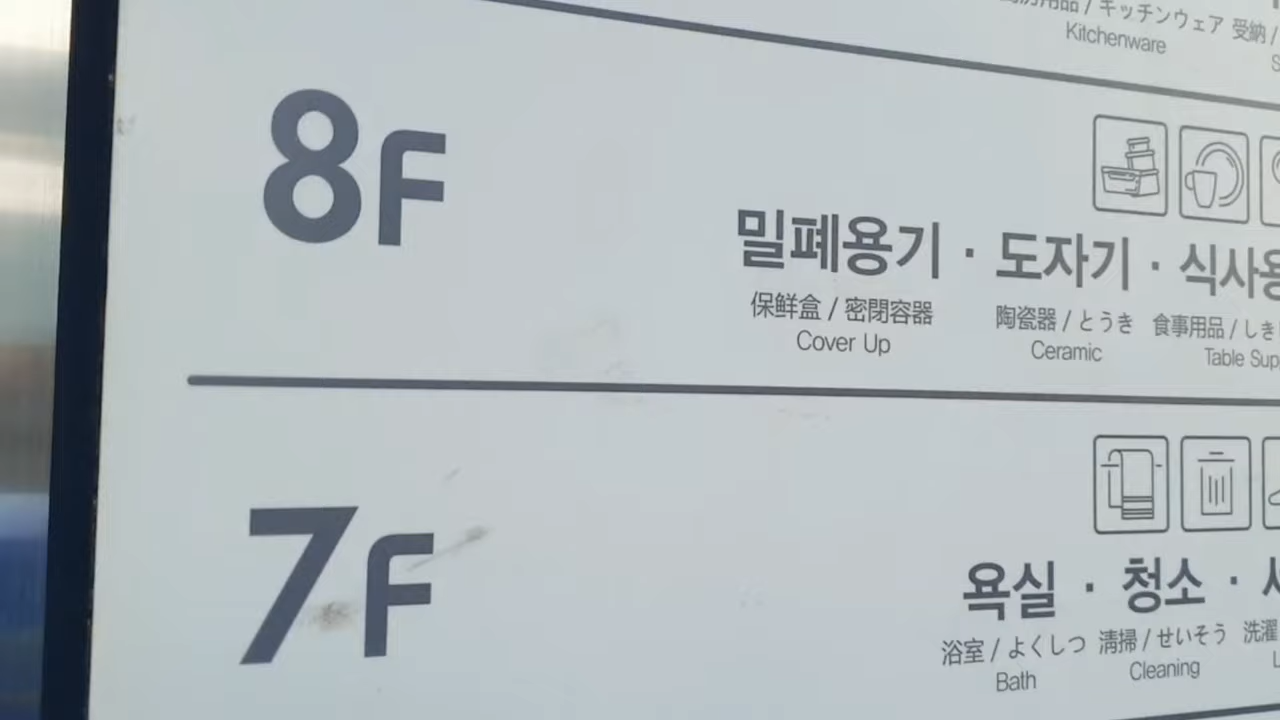 キッチンウェア 受納 /
Kitchenware
8F
밀폐용기 · 도자기 · 식사용
保鮮盒 / 密閉容器 陶瓷器 / とうき 食事用品 / しき
Cover Up Ceramic Table Sup
7F
욕실 · 청소 ·
浴室 / よくしつ 清掃 / せいそう 洗濯
Bath Cleaning